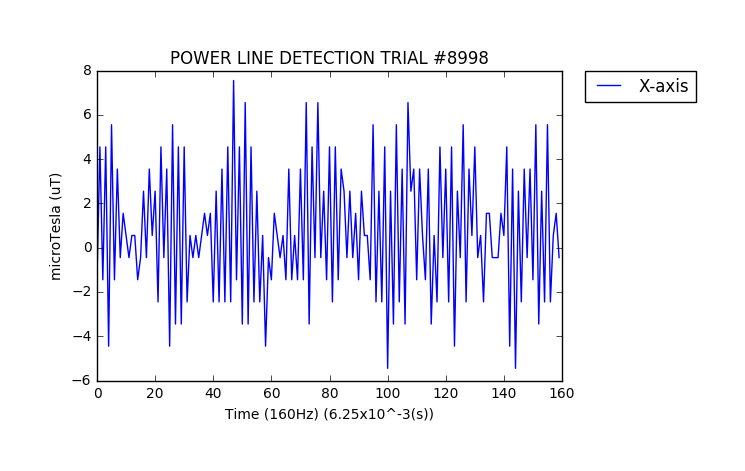 POWER LINE DETECTION TRIAL #8998
X-axis
8
6
4
2
0
−2
−4
−6
microTesla (uT)
0 20 40 60 80 100 120 140 160
Time (160Hz) (6.25x10^-3(s))